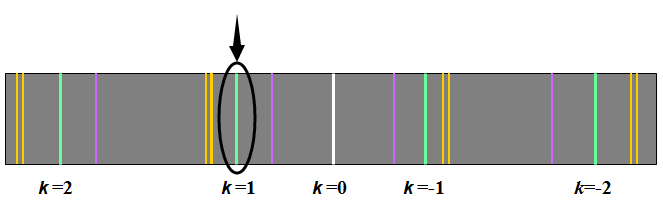 k =2 k =1 k =0 k =-1 k=-2